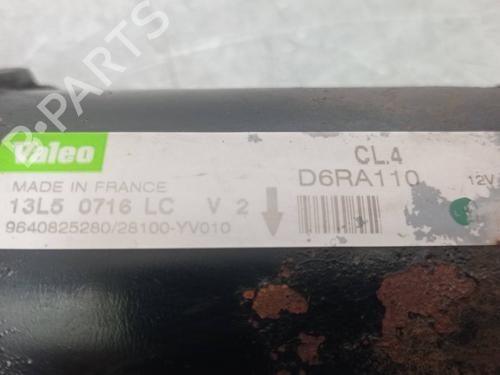 B-PARTS
Valeo
CL.4
MADE IN FRANCE
D6RA110
12V
13L5 0716 LC V 2
9640825280/28100-YV010